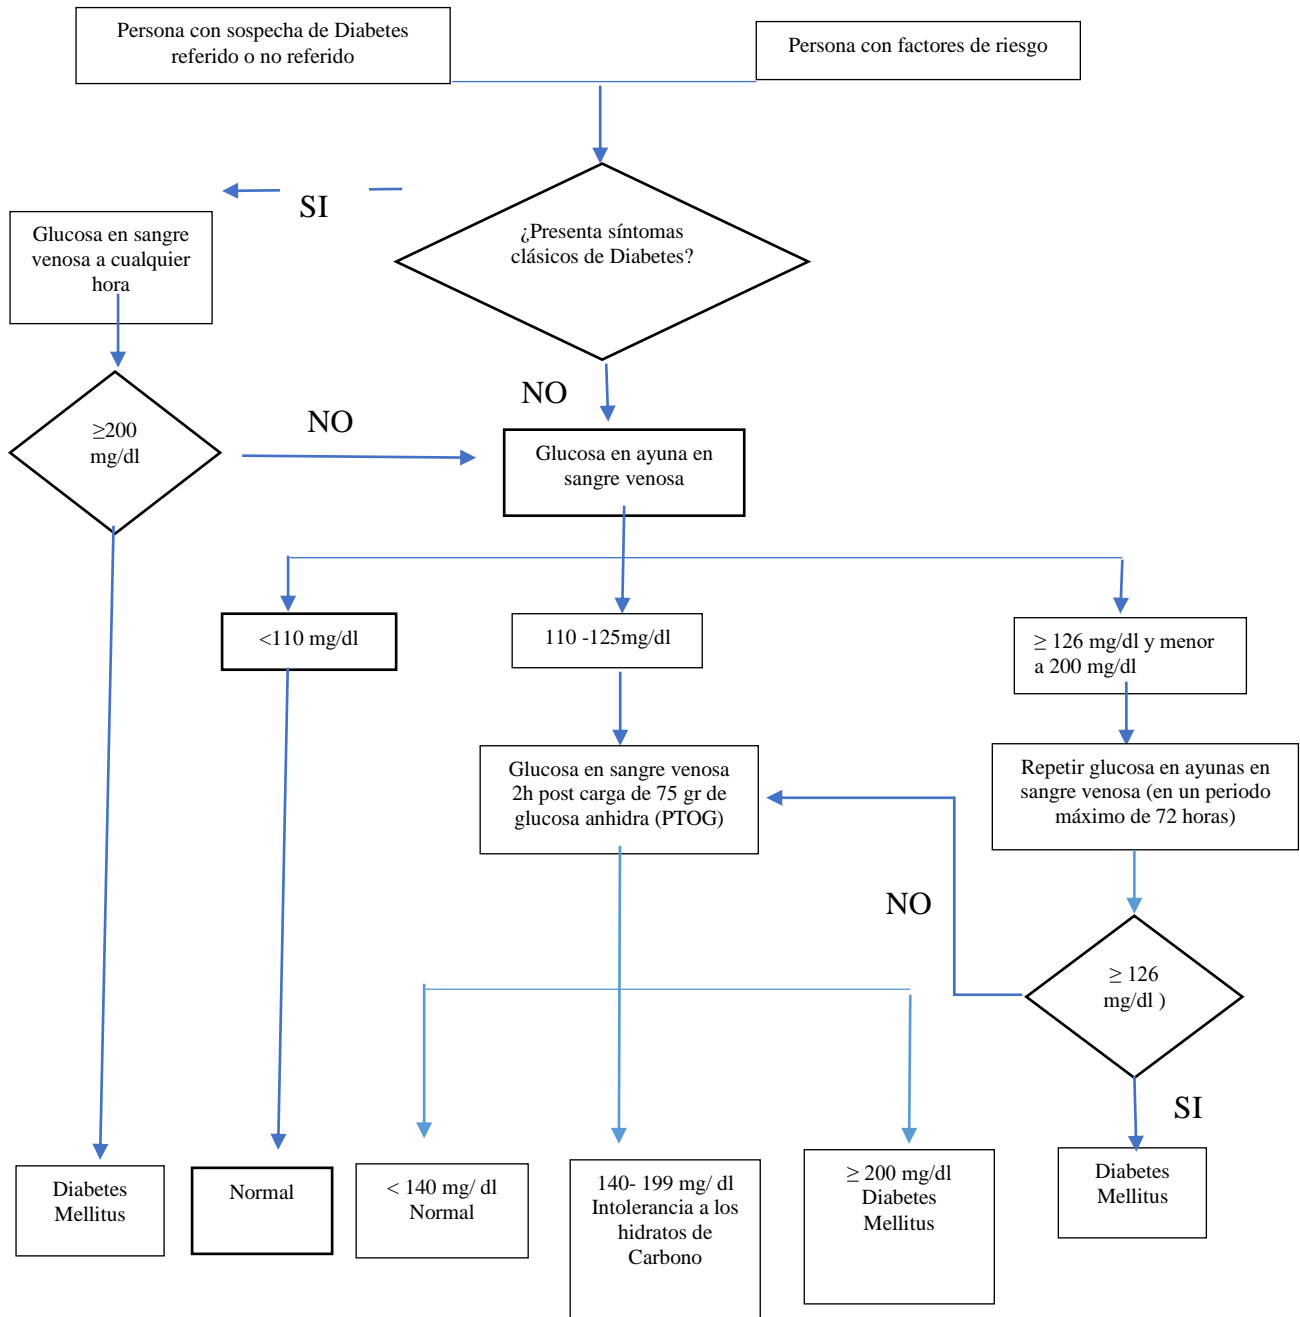 Persona con sospecha de Diabetes
referido o no referido
Persona con factores de riesgo
SI
¿Presenta síntomas
clásicos de Diabetes?
Glucosa en sangre
venosa a cualquier
hora
NO
NO
≥200
mg/dl
Glucosa en ayuna en
sangre venosa
<110 mg/dl
110 -125mg/dl
≥ 126 mg/dl y menor
a 200 mg/dl
Glucosa en sangre venosa
2h post carga de 75 gr de
glucosa anhidra (PTOG)
Repetir glucosa en ayunas en
sangre venosa (en un periodo
máximo de 72 horas)
NO
≥ 126
mg/dl )
SI
Diabetes
Mellitus
Normal
< 140 mg/ dl
Normal
140- 199 mg/ dl
Intolerancia a los
hidratos de
Carbono
≥ 200 mg/dl
Diabetes
Mellitus
Diabetes
Mellitus